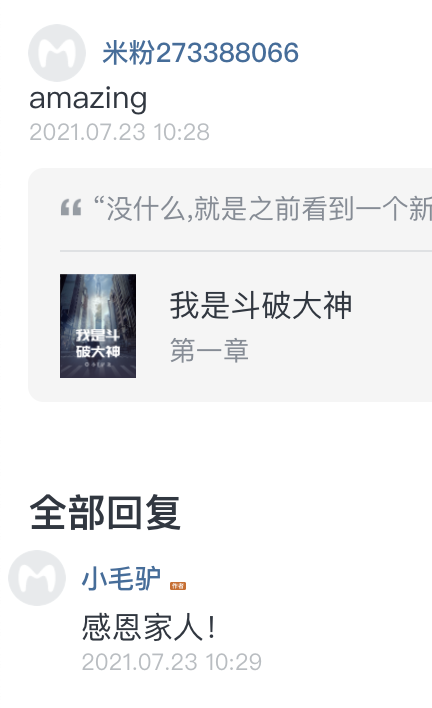 米粉273388066
amazing
2021.07.23 10:28
“没什么,就是之前看到一个新
我是斗破大神
第一章
我是斗
破大神
全部回复
小毛驴 作者
感恩家人！
2021.07.23 10:29